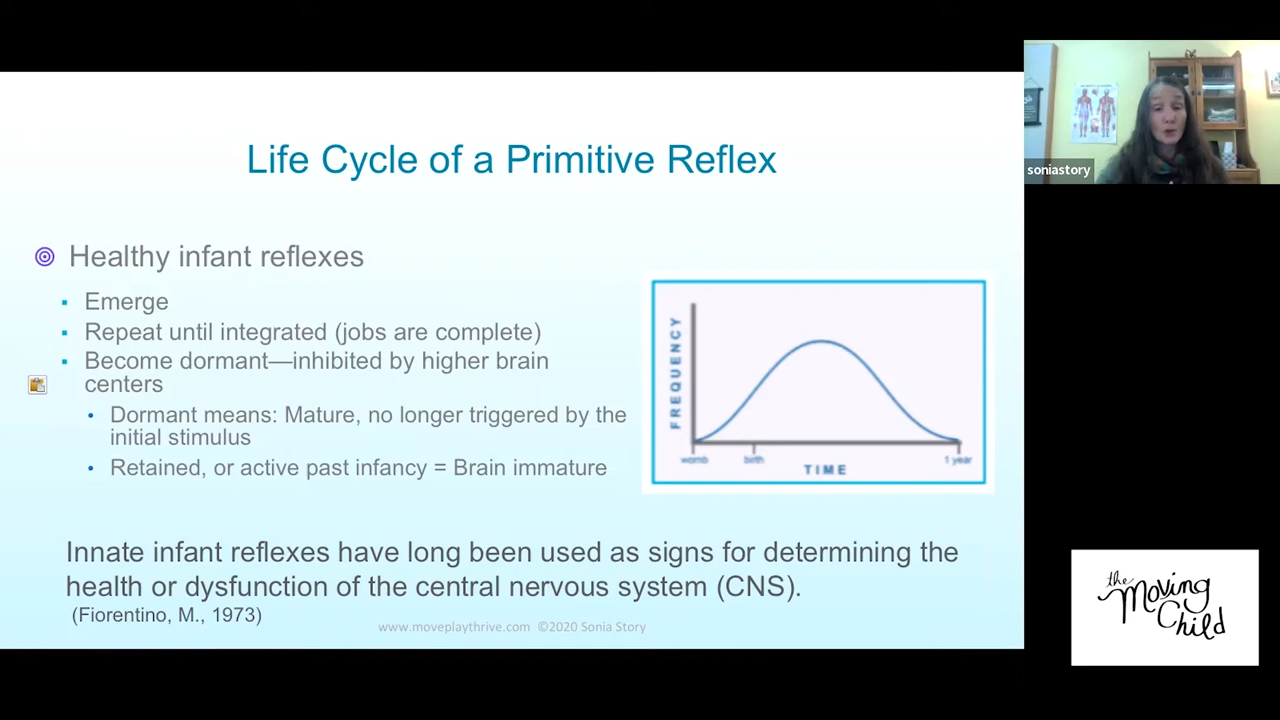 Life Cycle of a Primitive Reflex
Healthy infant reflexes
Emerge
Repeat until integrated (jobs are complete)
Become dormant—inhibited by higher brain
centers
Dormant means: Mature, no longer triggered by the
initial stimulus
Retained, or active past infancy = Brain immature
FREQUENCY
womb
birth
1 year
TIME
Innate infant reflexes have long been used as signs for determining the
health or dysfunction of the central nervous system (CNS).
(Fiorentino, M., 1973)
www.moveplaythrive.com ©2020 Sonia Story
soniastory
the
Moving
Child